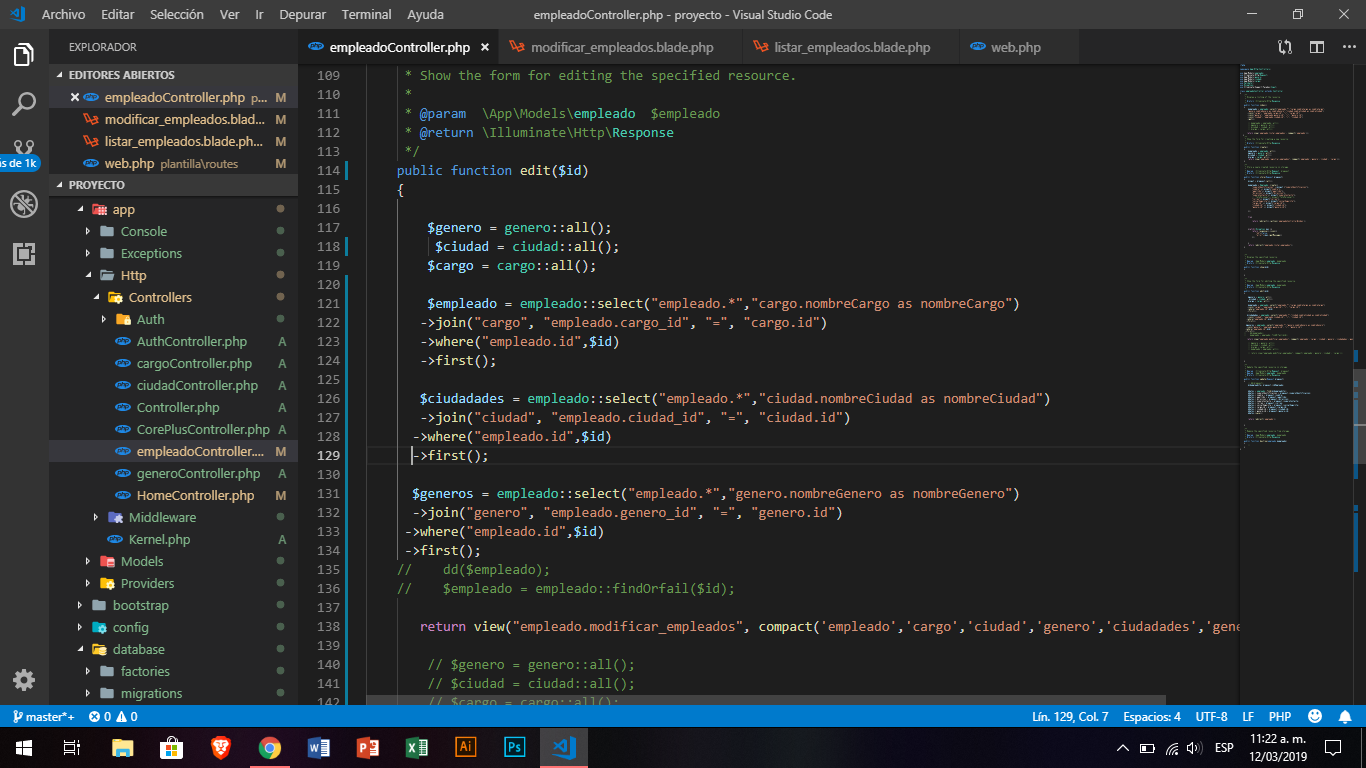 Archivo Editar Selección Ver Ir Depurar Terminal Ayuda
empleadoController.php - proyecto - Visual Studio Code
EXPLORADOR
EDITORES ABIERTOS
empleadoController.php p... M
modificar_empleados.blad... M
listar_empleados.blade.ph... M
web.php plantilla\routes M
ás de 1k
PROYECTO
app
Console
Exceptions
Http
Controllers
Auth
AuthController.php A
cargoController.php A
ciudadController.php A
Controller.php A
CorePlusController.php A
empleadoController.... M
generoController.php A
HomeController.php M
Middleware
Kernel.php A
Models
Providers
bootstrap
config
database
factories
migrations
empleadoController.php
modificar_empleados.blade.php
listar_empleados.blade.php
web.php
109 * Show the form for editing the specified resource.
110 *
111 * @param \App\Models\empleado $empleado
112 * @return \Illuminate\Http\Response
113 */
114 public function edit($id)
115 {
116
117 $genero = genero::all();
118 $ciudad = ciudad::all();
119 $cargo = cargo::all();
120
121 $empleado = empleado::select("empleado.*","cargo.nombreCargo as nombreCargo")
122 ->join("cargo", "empleado.cargo_id", "=", "cargo.id")
123 ->where("empleado.id",$id)
124 ->first();
125
126 $ciudadades = empleado::select("empleado.*","ciudad.nombreCiudad as nombreCiudad")
127 ->join("ciudad", "empleado.ciudad_id", "=", "ciudad.id")
128 ->where("empleado.id",$id)
129 ->first();
130
131 $generos = empleado::select("empleado.*","genero.nombreGenero as nombreGenero")
132 ->join("genero", "empleado.genero_id", "=", "genero.id")
133 ->where("empleado.id",$id)
134 ->first();
135 // dd($empleado);
136 // $empleado = empleado::findOrfail($id);
137
138 return view("empleado.modificar_empleados", compact('empleado','cargo','ciudad','genero','ciudadades','gene
139
140 // $genero = genero::all();
141 // $ciudad = ciudad::all();
142 // $cargo = cargo::all();
master*+ 0 0 Lín. 129, Col. 7 Espacios: 4 UTF-8 LF PHP
ESP
11:22 a. m.
12/03/2019